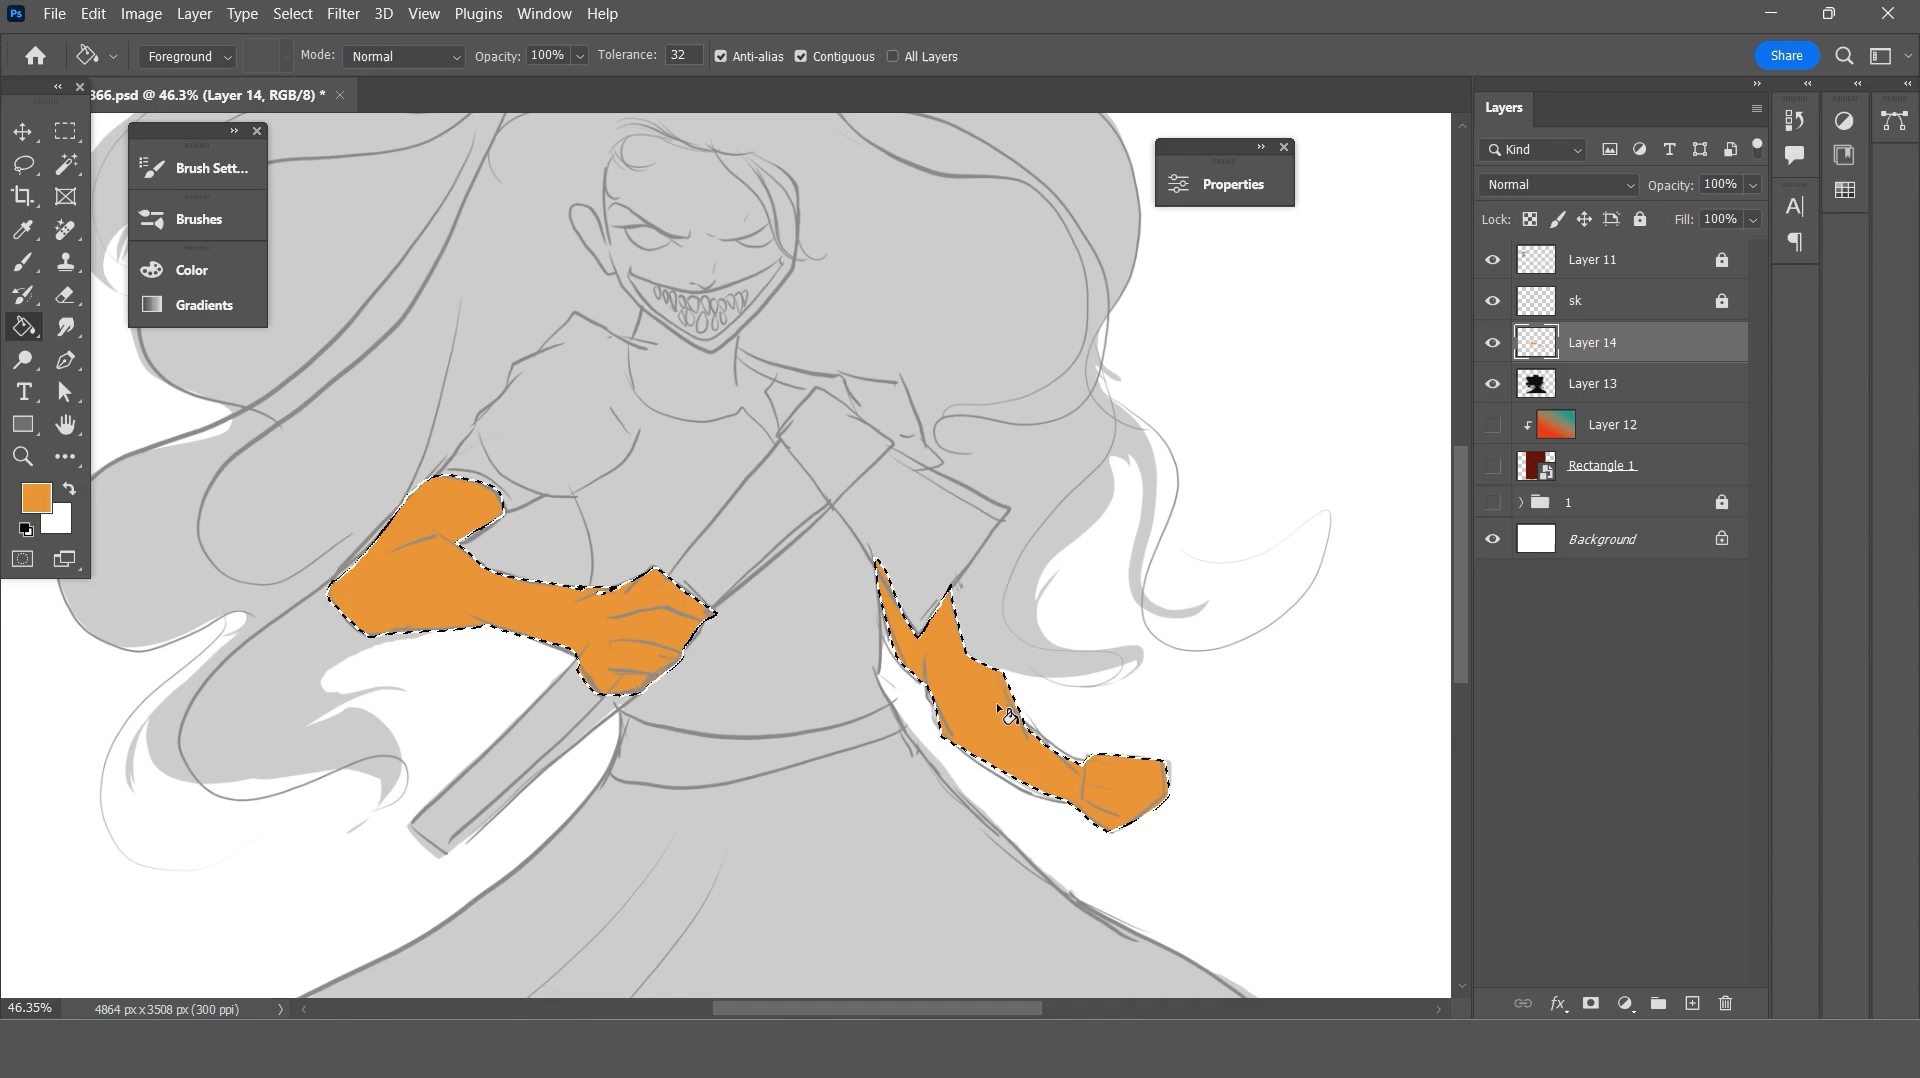 Ps File Edit Image Layer Type Select Filter 3D View Plugins Window Help
Foreground Mode: Normal Opacity: 100% Tolerance: 32 Anti-alias Contiguous All Layers Share
366.psd @ 46.3% (Layer 14, RGB/8) *
Brush Sett...
Brushes
Color
Gradients
Properties
Layers
Kind
Normal Opacity: 100%
Lock: Fill: 100%
Layer 11
sk
Layer 14
Layer 13
Layer 12
Rectangle 1
1
Background
46.35% 4864 px x 3508 px (300 ppi)